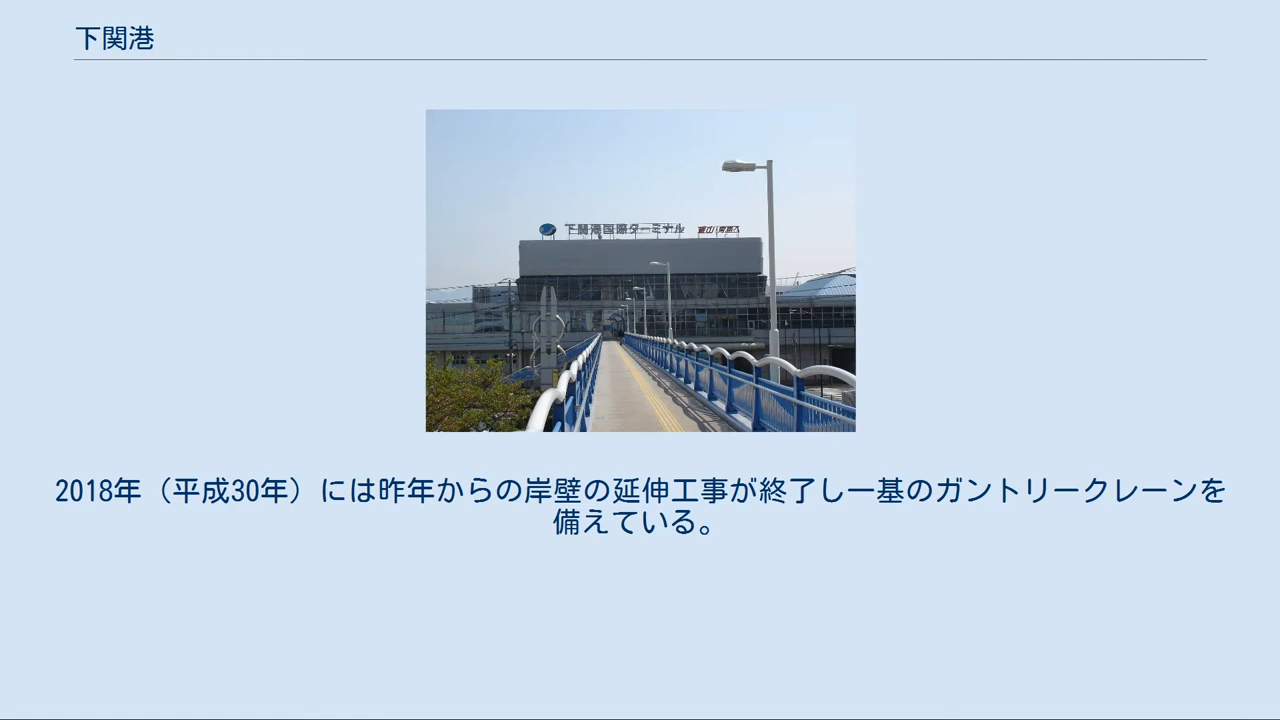 下関港
下関港国際ターミナル
2018年（平成30年）には昨年からの岸壁の延伸工事が終了し一基のガントリークレーンを
備えている。